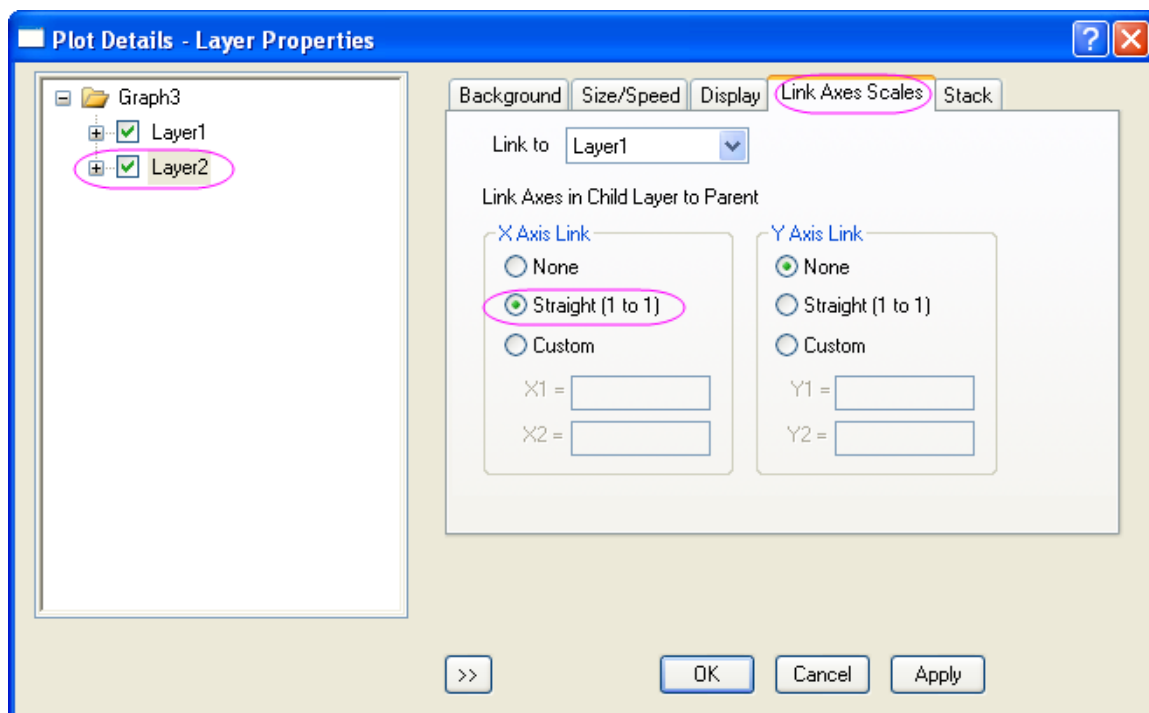 Plot Details - Layer Properties
Graph3
Layer1
Layer2
Background Size/Speed Display Link Axes Scales Stack
Link to Layer1
Link Axes in Child Layer to Parent
X Axis Link
None
Straight (1 to 1)
Custom
X1 =
X2 =
Y Axis Link
None
Straight (1 to 1)
Custom
Y1 =
Y2 =
>> OK Cancel Apply